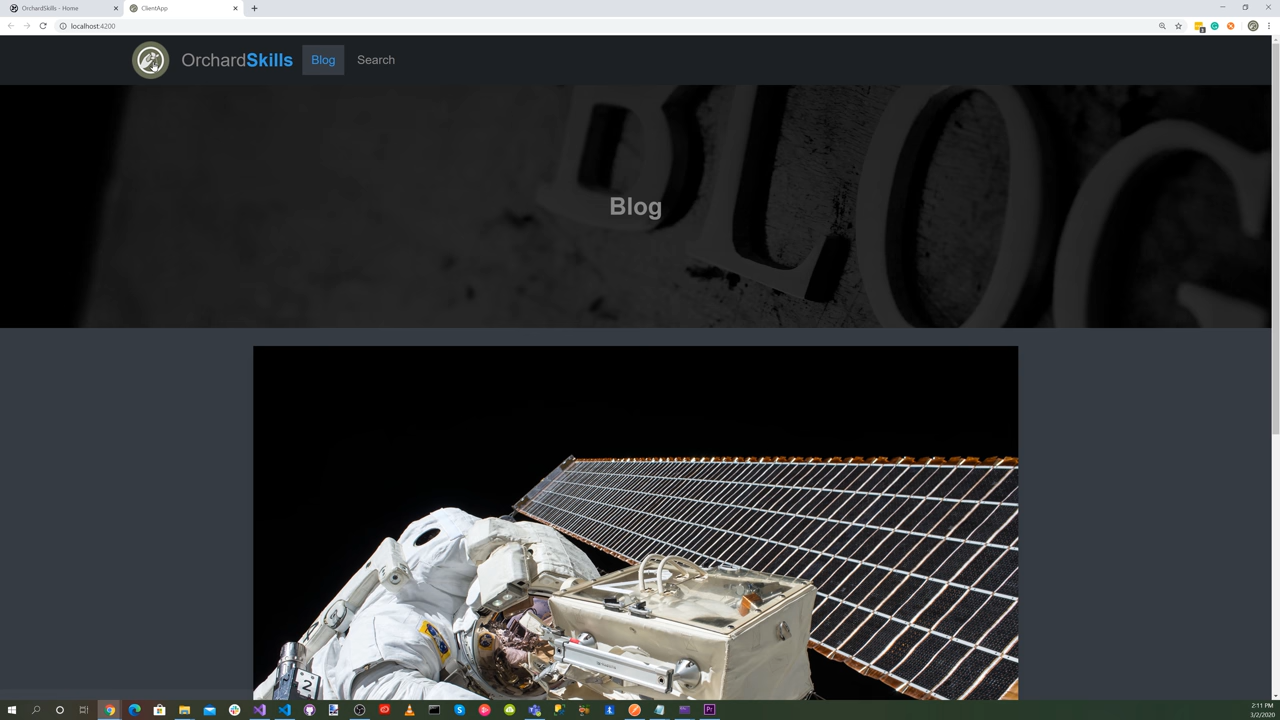 OrchardSkills - Home
ClientApp
localhost:4200
OrchardSkills
Blog
Search
BLOG
Blog
2:11 PM
3/2/2020